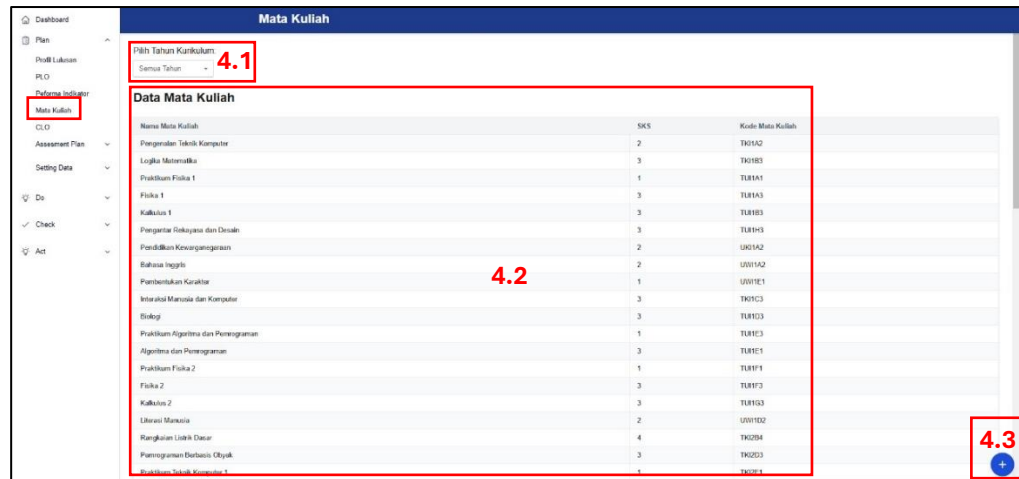 Dashboard
Mata Kuliah
Plan
Profil Lulusan
PLO
Peforma Indikator
Mata Kuliah
CLO
Assesment Plan
Setting Data
Do
Check
Act
Pilih Tahun Kurikulum:
Semua Tahun
4.1
Data Mata Kuliah
Nama Mata Kuliah SKS Kode Mata Kuliah
Pengenalan Teknik Komputer 2 TKI1A2
Logika Matematika 3 TKI1B3
Praktikum Fisika 1 1 TUI1A1
Fisika 1 3 TUI1A3
Kalkulus 1 3 TUI1B3
Pengantar Rekayasa dan Desain 3 TUI1H3
Pendidikan Kewarganegaraan 2 UKI1A2
Bahasa Inggris 2 UWI1A2
Pembentukan Karakter 1 UWI1E1
4.2
Interaksi Manusia dan Komputer 3 TKI1C3
Biologi 3 TUI1D3
Praktikum Algoritma dan Pemrograman 1 TUI1E3
Algoritma dan Pemrograman 3 TUI1E1
Praktikum Fisika 2 1 TUI1F1
Fisika 2 3 TUI1F3
Kalkulus 2 3 TUI1G3
Literasi Manusia 2 UWI1D2
Rangkaian Listrik Dasar 4 TKI2B4
Pemrograman Berbasis Obyek 3 TKI2D3
Praktikum Teknik Komputer 1 1 TKI2E1
4.3
+